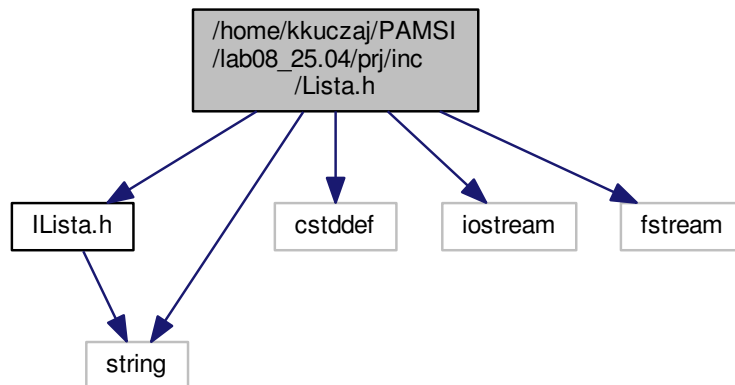 /home/kkuczaj/PAMSI
/lab08_25.04/prj/inc
/Lista.h
ILista.h
cstddef
iostream
fstream
string